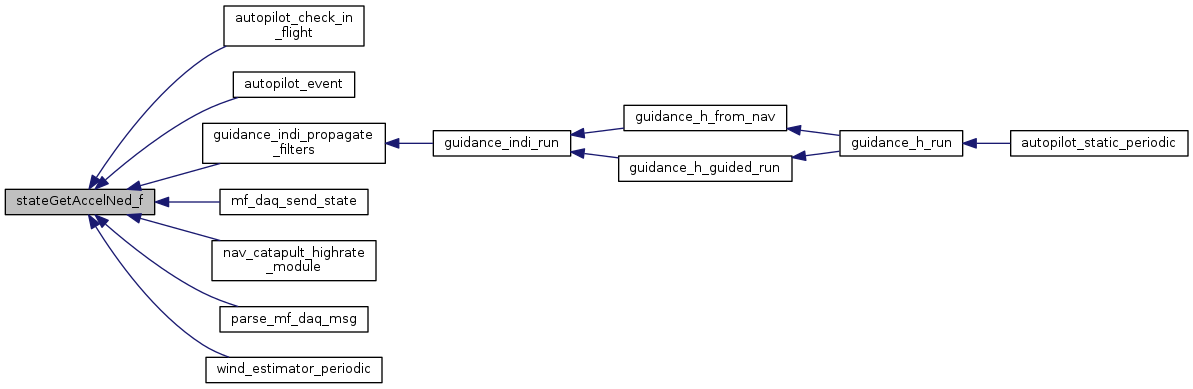 autopilot_check_in
_flight
autopilot_event
guidance_indi_propagate
_filters
guidance_indi_run
guidance_h_from_nav
guidance_h_guided_run
guidance_h_run
autopilot_static_periodic
stateGetAccelNed_f
mf_daq_send_state
nav_catapult_highrate
_module
parse_mf_daq_msg
wind_estimator_periodic